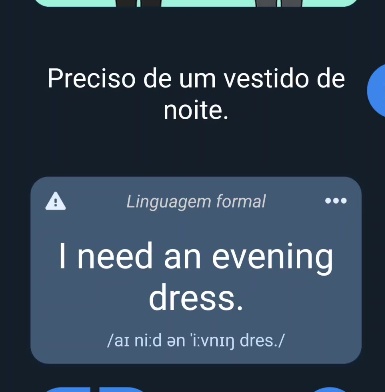 Preciso de um vestido de
noite.
Linguagem formal
I need an evening
dress.
/aɪ niːd ən ˈiːvnɪŋ dres./